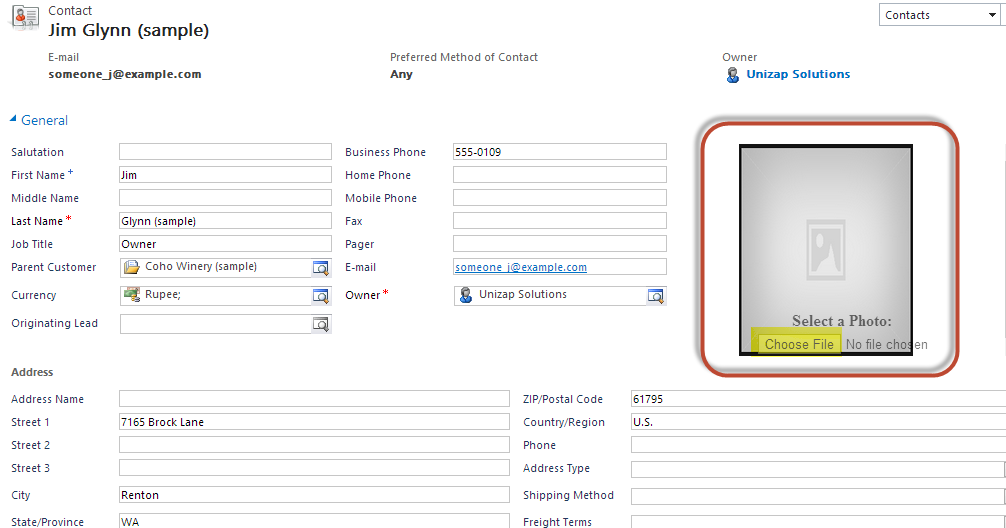 Contact
Jim Glynn (sample)
Contacts
E-mail
Preferred Method of Contact
Owner
someone_j@example.com
Any
Unizap Solutions
General
Salutation
Business Phone 555-0109
First Name + Jim
Home Phone
Middle Name
Mobile Phone
Last Name * Glynn (sample)
Fax
Job Title Owner
Pager
Parent Customer Coho Winery (sample)
E-mail someone_j@example.com
Currency Rupee;
Owner * Unizap Solutions
Originating Lead
Select a Photo:
Choose File No file chosen
Address
Address Name
ZIP/Postal Code 61795
Street 1 7165 Brock Lane
Country/Region U.S.
Street 2
Phone
Street 3
Address Type
City Renton
Shipping Method
State/Province WA
Freight Terms